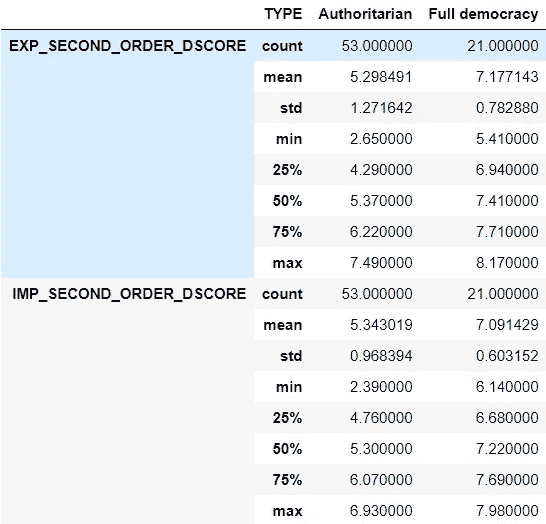 TYPE Authoritarian Full democracy
EXP_SECOND_ORDER_DSCORE count 53.000000 21.000000
mean 5.298491 7.177143
std 1.271642 0.782880
min 2.650000 5.410000
25% 4.290000 6.940000
50% 5.370000 7.410000
75% 6.220000 7.710000
max 7.490000 8.170000
IMP_SECOND_ORDER_DSCORE count 53.000000 21.000000
mean 5.343019 7.091429
std 0.968394 0.603152
min 2.390000 6.140000
25% 4.760000 6.680000
50% 5.300000 7.220000
75% 6.070000 7.690000
max 6.930000 7.980000